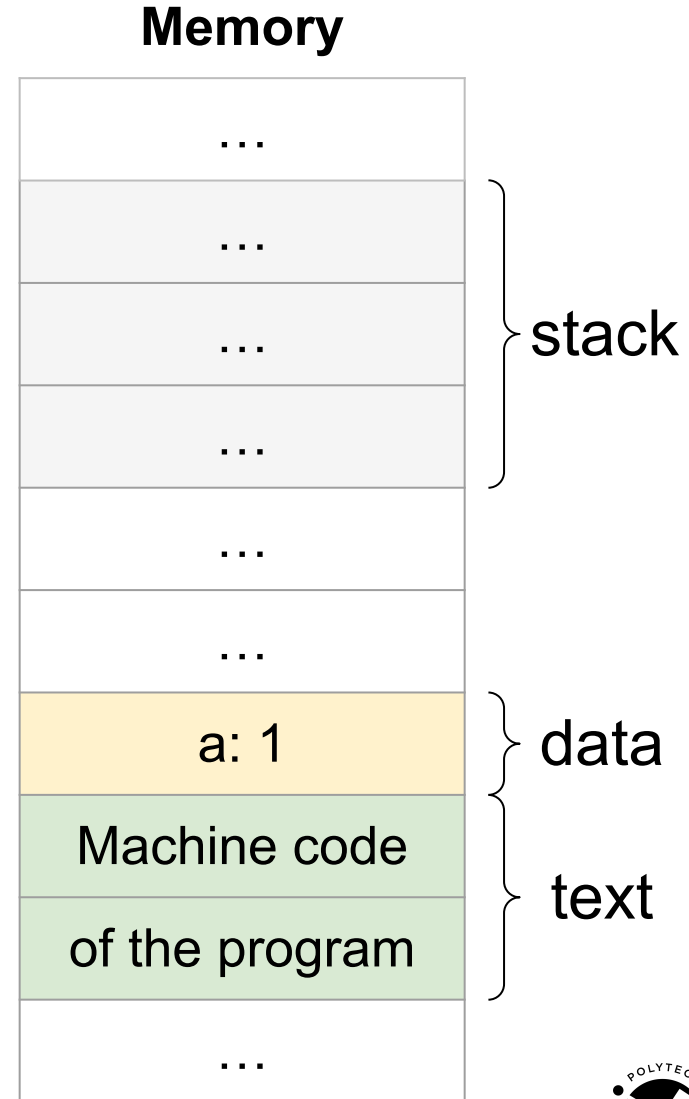 Memory
…
…
…
stack
…
…
…
a: 1
data
Machine code
text
of the program
…